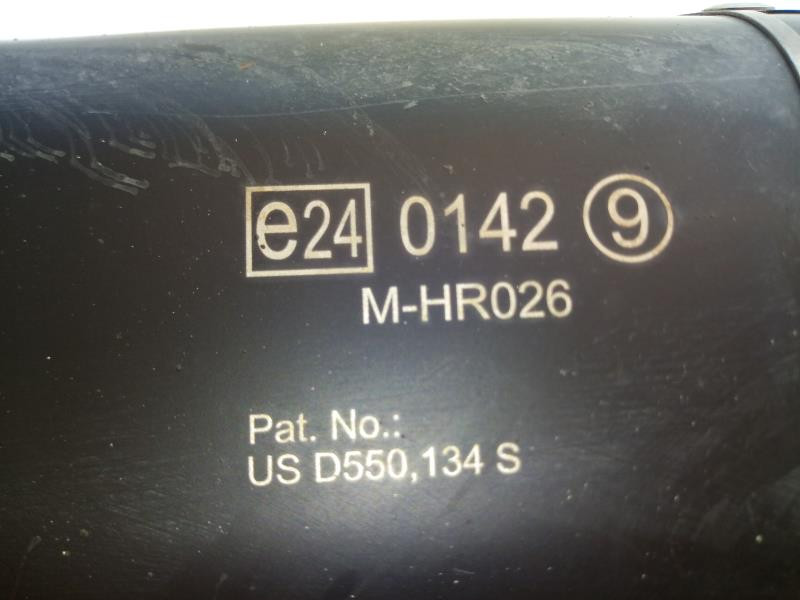 e24 0142 9
M-HR026
Pat. No.:
US D550,134 S